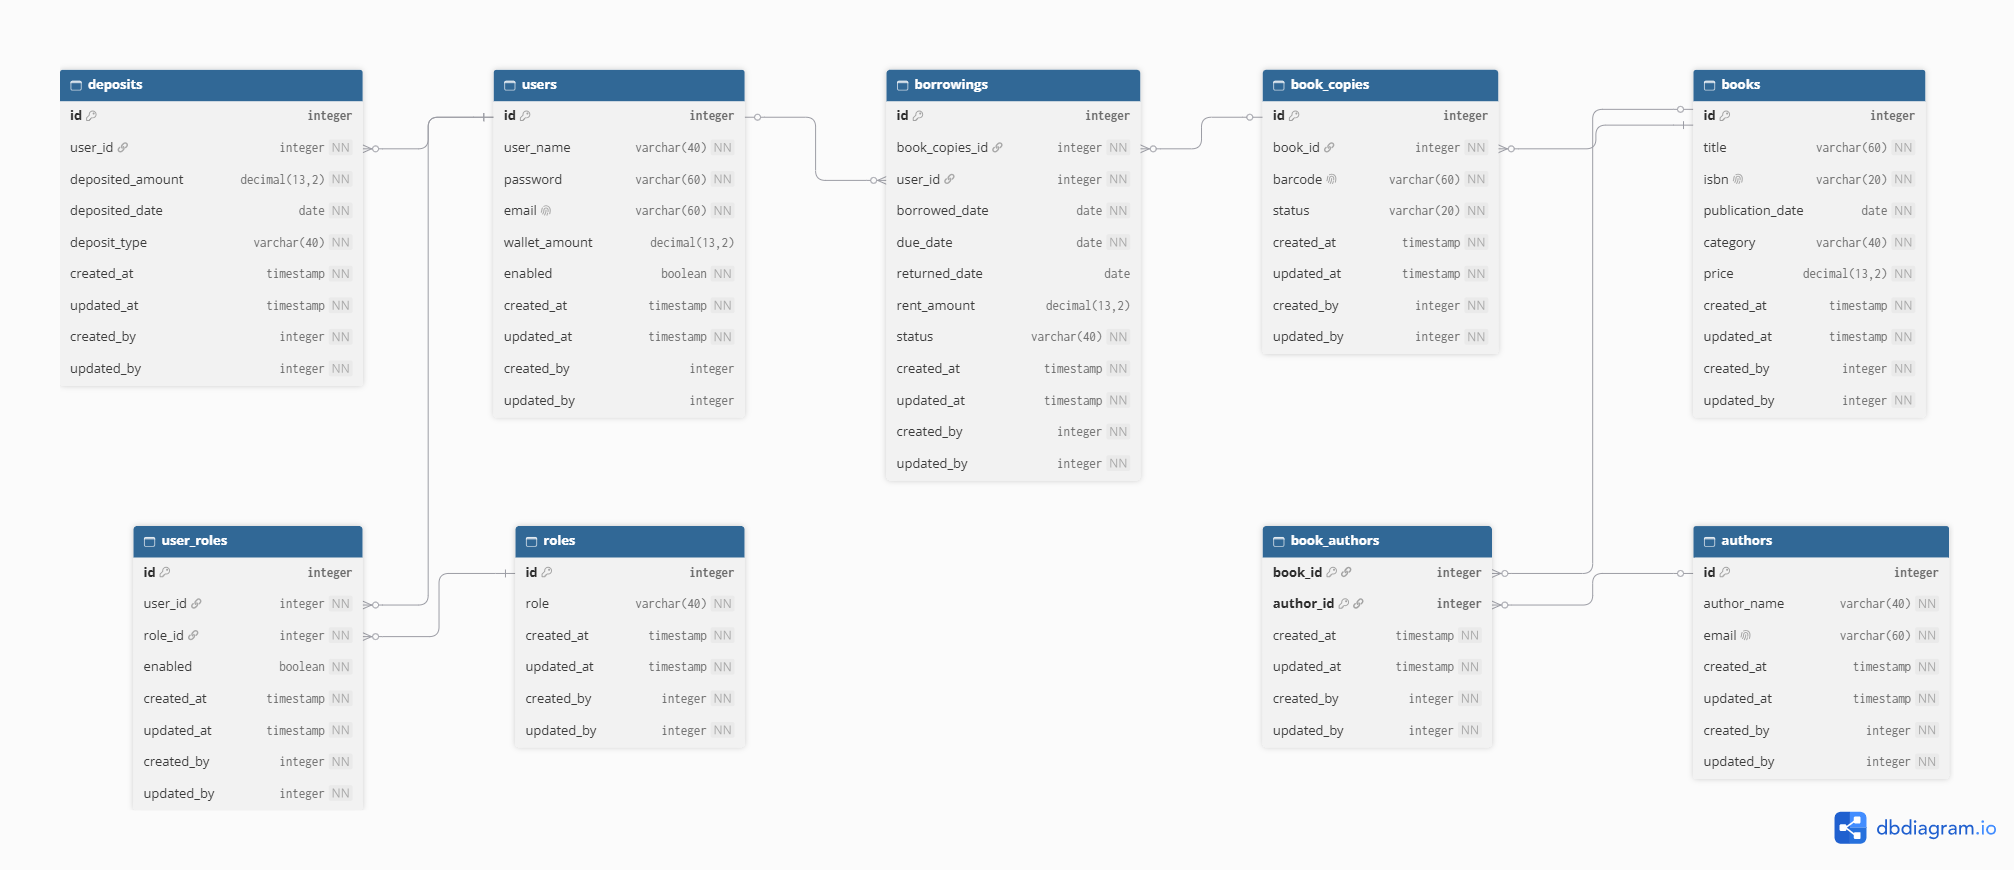 deposits
id integer
user_id integer NN
deposited_amount decimal(13,2) NN
deposited_date date NN
deposit_type varchar(40) NN
created_at timestamp NN
updated_at timestamp NN
created_by integer NN
updated_by integer NN
users
id integer
user_name varchar(40) NN
password varchar(60) NN
email varchar(60) NN
wallet_amount decimal(13,2)
enabled boolean NN
created_at timestamp NN
updated_at timestamp NN
created_by integer
updated_by integer
borrowings
id integer
book_copies_id integer NN
user_id integer NN
borrowed_date date NN
due_date date NN
returned_date date
rent_amount decimal(13,2)
status varchar(40) NN
created_at timestamp NN
updated_at timestamp NN
created_by integer NN
updated_by integer NN
book_copies
id integer
book_id integer NN
barcode varchar(60) NN
status varchar(20) NN
created_at timestamp NN
updated_at timestamp NN
created_by integer NN
updated_by integer NN
books
id integer
title varchar(60) NN
isbn varchar(20) NN
publication_date date NN
category varchar(40) NN
price decimal(13,2) NN
created_at timestamp NN
updated_at timestamp NN
created_by integer NN
updated_by integer NN
user_roles
id integer
user_id integer NN
role_id integer NN
enabled boolean NN
created_at timestamp NN
updated_at timestamp NN
created_by integer NN
updated_by integer NN
roles
id integer
role varchar(40) NN
created_at timestamp NN
updated_at timestamp NN
created_by integer NN
updated_by integer NN
book_authors
book_id integer
author_id integer
created_at timestamp NN
updated_at timestamp NN
created_by integer NN
updated_by integer NN
authors
id integer
author_name varchar(40) NN
email varchar(60) NN
created_at timestamp NN
updated_at timestamp NN
created_by integer NN
updated_by integer NN
dbdiagram.io